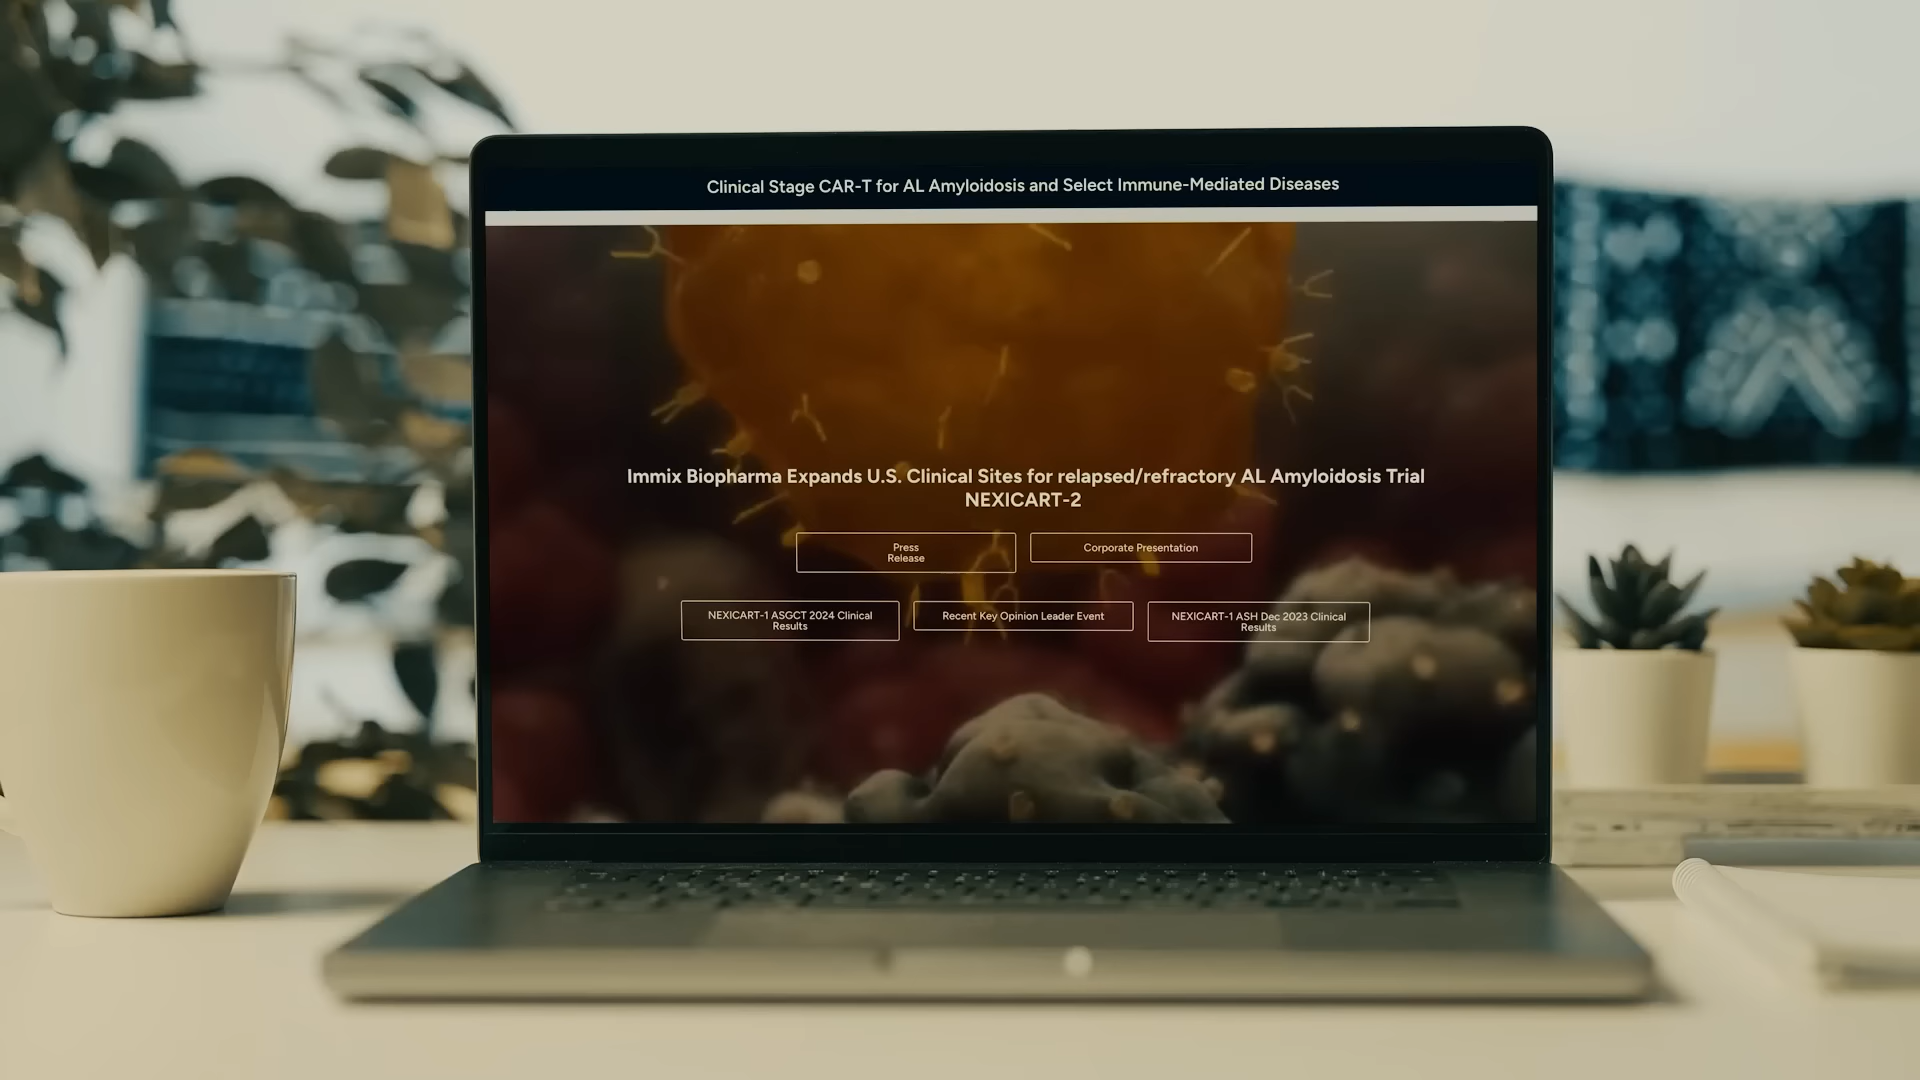 Clinical Stage CAR-T for AL Amyloidosis and Select Immune-Mediated Diseases
Immix Biopharma Expands U.S. Clinical Sites for relapsed/refractory AL Amyloidosis Trial
NEXICART-2
Press
Release
Corporate Presentation
NEXICART-1 ASGCT 2024 Clinical
Results
Recent Key Opinion Leader Event
NEXICART-1 ASH Dec 2023 Clinical
Results